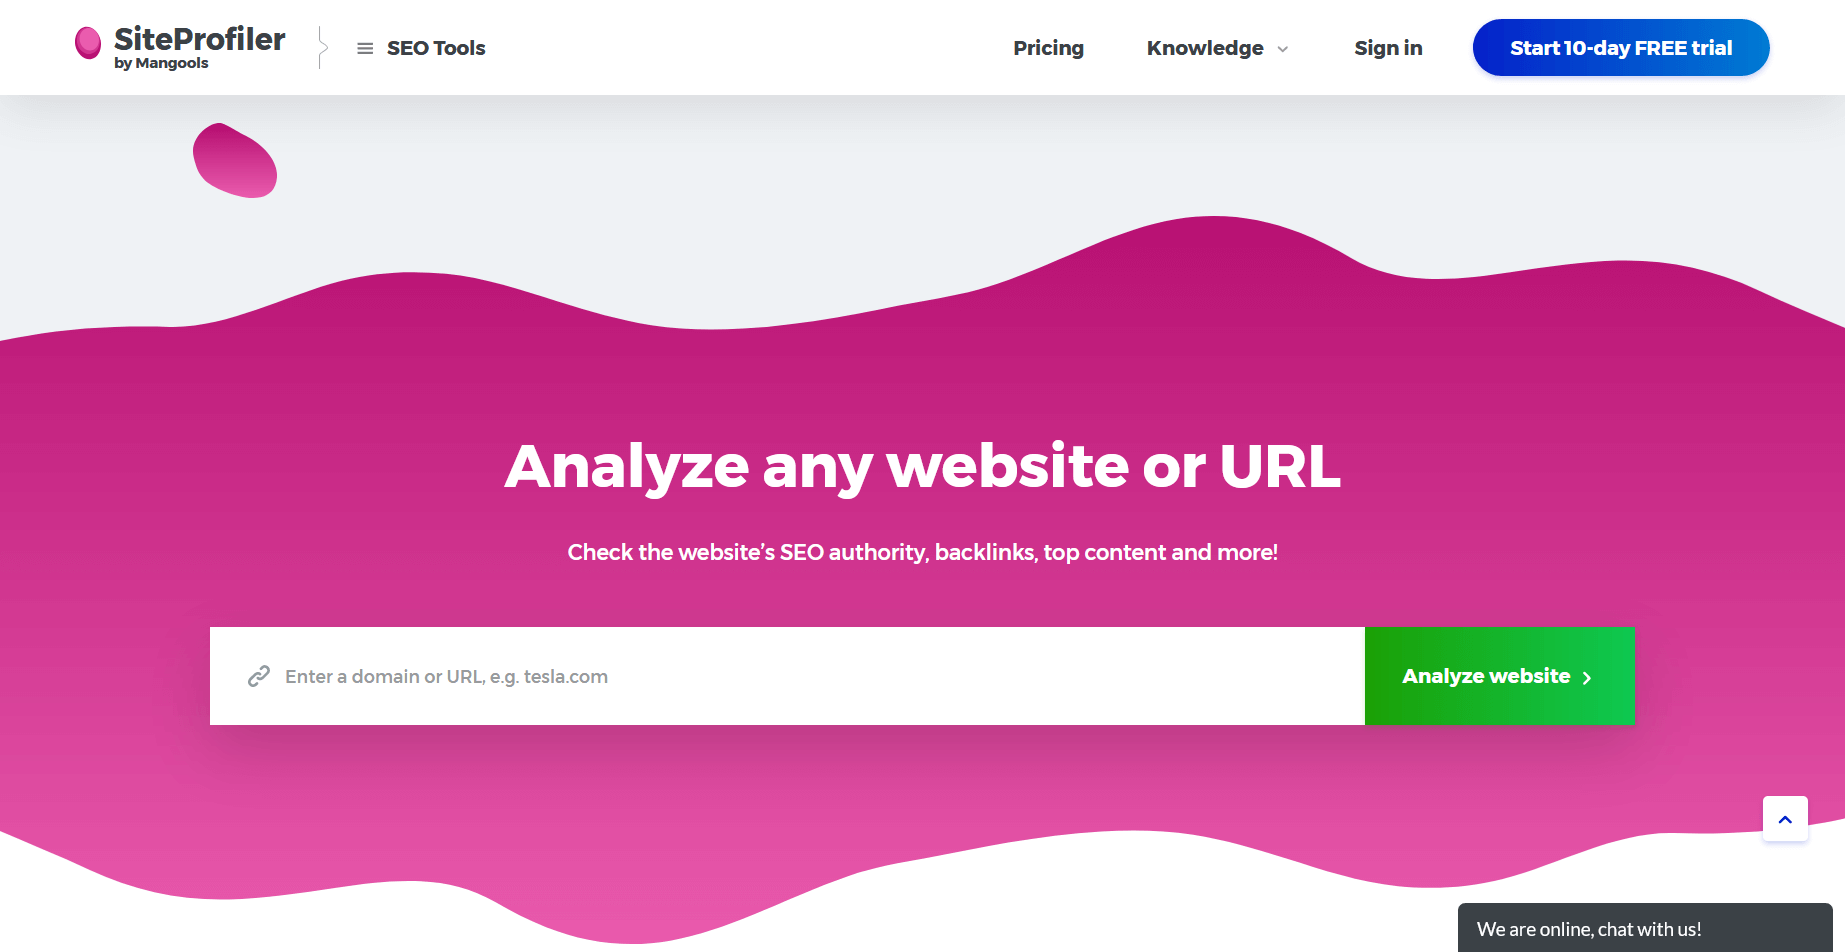 SiteProfiler
by Mangools
SEO Tools
Pricing
Knowledge
Sign in
Start 10-day FREE trial
Analyze any website or URL
Check the website’s SEO authority, backlinks, top content and more!
Enter a domain or URL, e.g. tesla.com
Analyze website
We are online, chat with us!